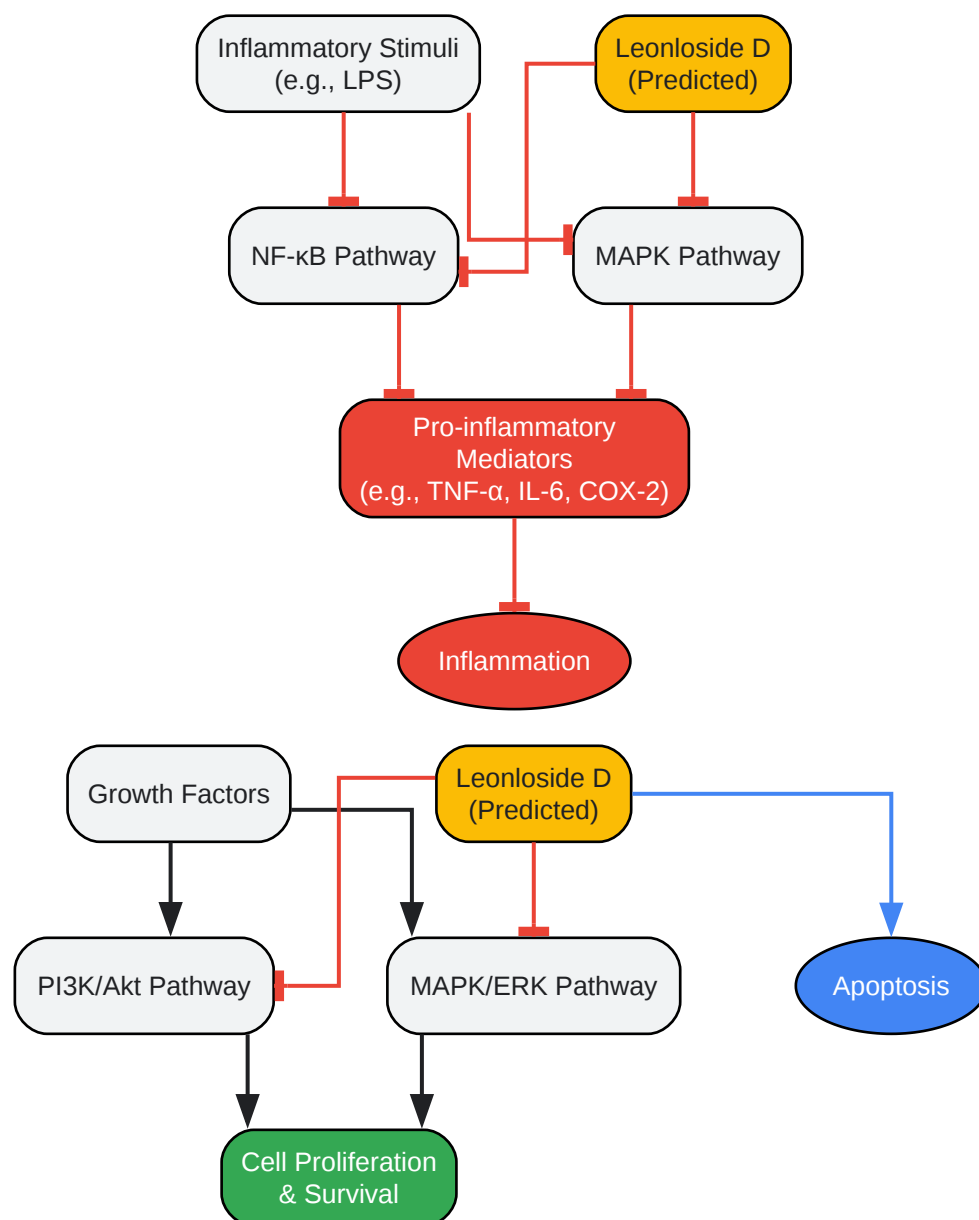 Inflammatory Stimuli
(e.g., LPS)
Leonloside D
(Predicted)
NF-κB Pathway
MAPK Pathway
Pro-inflammatory
Mediators
(e.g., TNF-α, IL-6, COX-2)
Inflammation
Growth Factors
Leonloside D
(Predicted)
PI3K/Akt Pathway
MAPK/ERK Pathway
Apoptosis
Cell Proliferation
& Survival